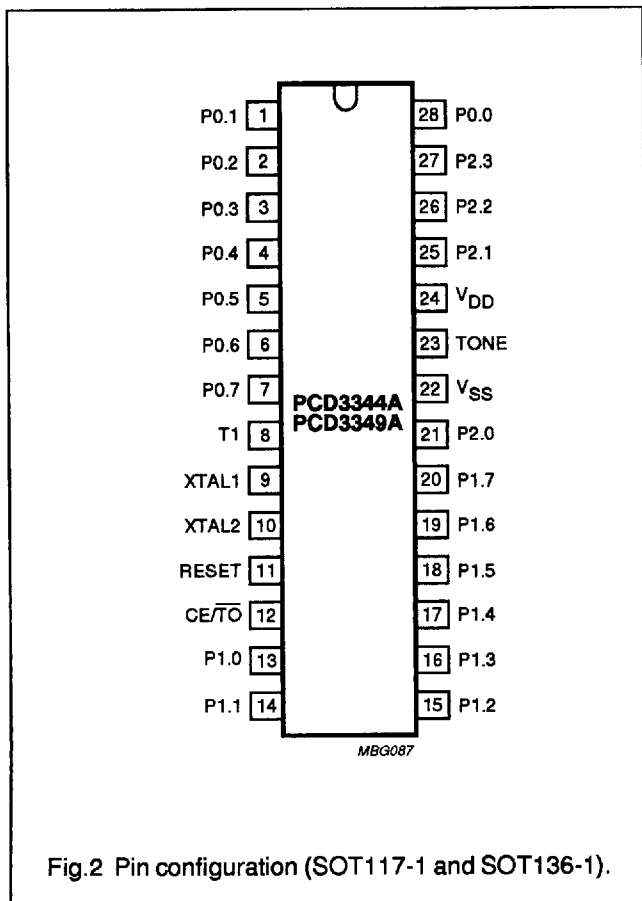 P0.1 1 28 P0.0
P0.2 2 27 P2.3
P0.3 3 26 P2.2
P0.4 4 25 P2.1
P0.5 5 24 VDD
P0.6 6 23 TONE
P0.7 7 22 VSS
PCD3344A
PCD3349A
T1 8 21 P2.0
XTAL1 9 20 P1.7
XTAL2 10 19 P1.6
RESET 11 18 P1.5
CE/T̅O̅ 12 17 P1.4
P1.0 13 16 P1.3
P1.1 14 15 P1.2
MBG087
Fig.2 Pin configuration (SOT117-1 and SOT136-1).